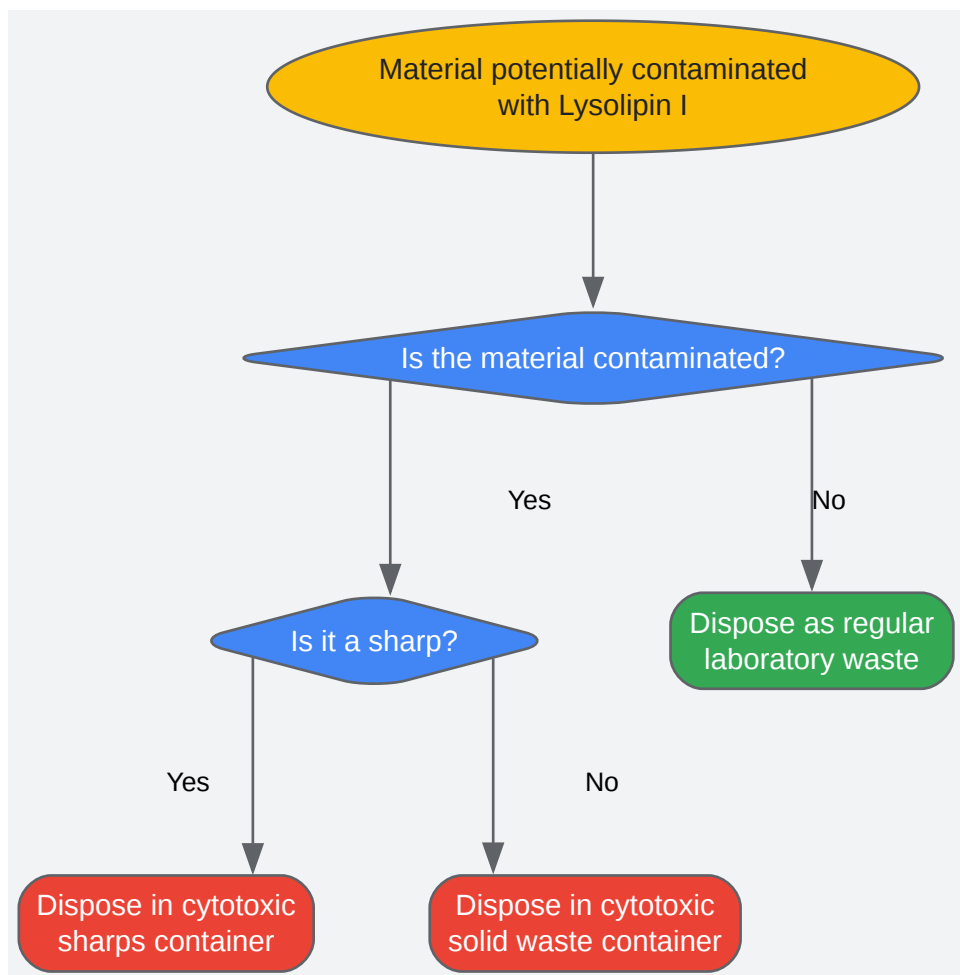 Material potentially contaminated
with Lysolipin I
Is the material contaminated?
Yes
No
Is it a sharp?
Dispose as regular
laboratory waste
Yes
No
Dispose in cytotoxic
sharps container
Dispose in cytotoxic
solid waste container